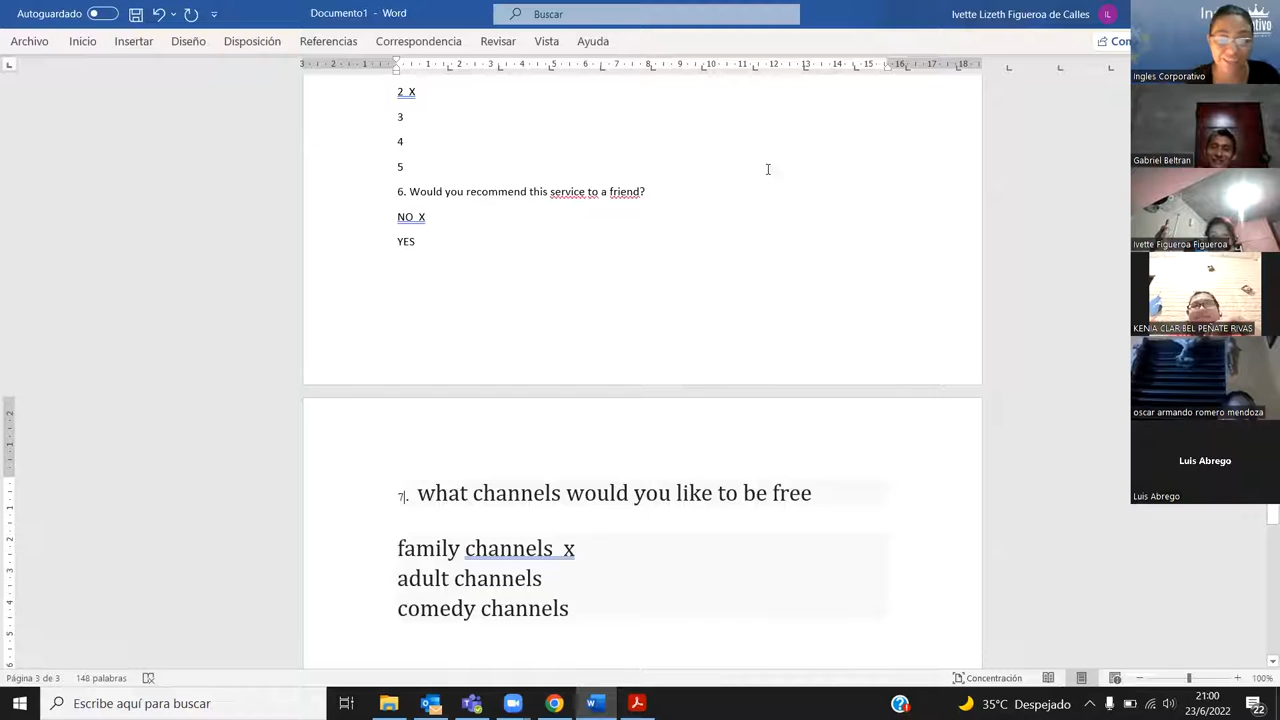 Autoguardado
Documento1 - Word
Buscar
Ivette Lizeth Figueroa de Calles
IL
Archivo
Inicio
Insertar
Diseño
Disposición
Referencias
Correspondencia
Revisar
Vista
Ayuda
Com
2 X
3
4
5
6. Would you recommend this service to a friend?
NO X
YES
7. what channels would you like to be free
family channels x
adult channels
comedy channels
Ingles Corporativo
Gabriel Beltran
Ivette Figueroa Figueroa
KENIA CLARIBEL PEÑATE RIVAS
oscar armando romero mendoza
Luis Abrego
Luis Abrego
Página 3 de 3
148 palabras
Concentración
100%
Escribe aquí para buscar
35°C Despejado
21:00
23/6/2022
22